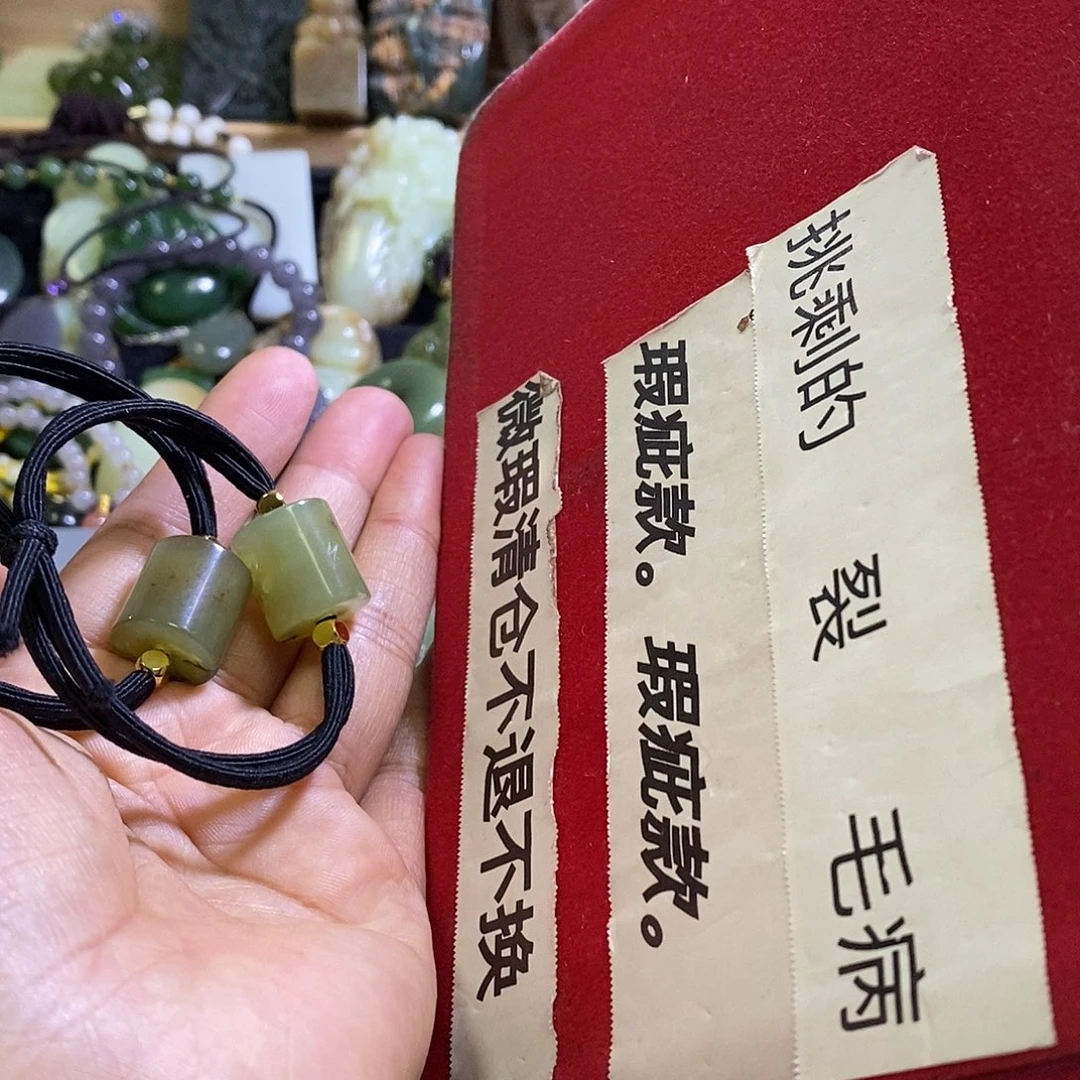 挑剩的 裂 毛病
瑕疵款。瑕疵款。
微瑕清仓不退不换